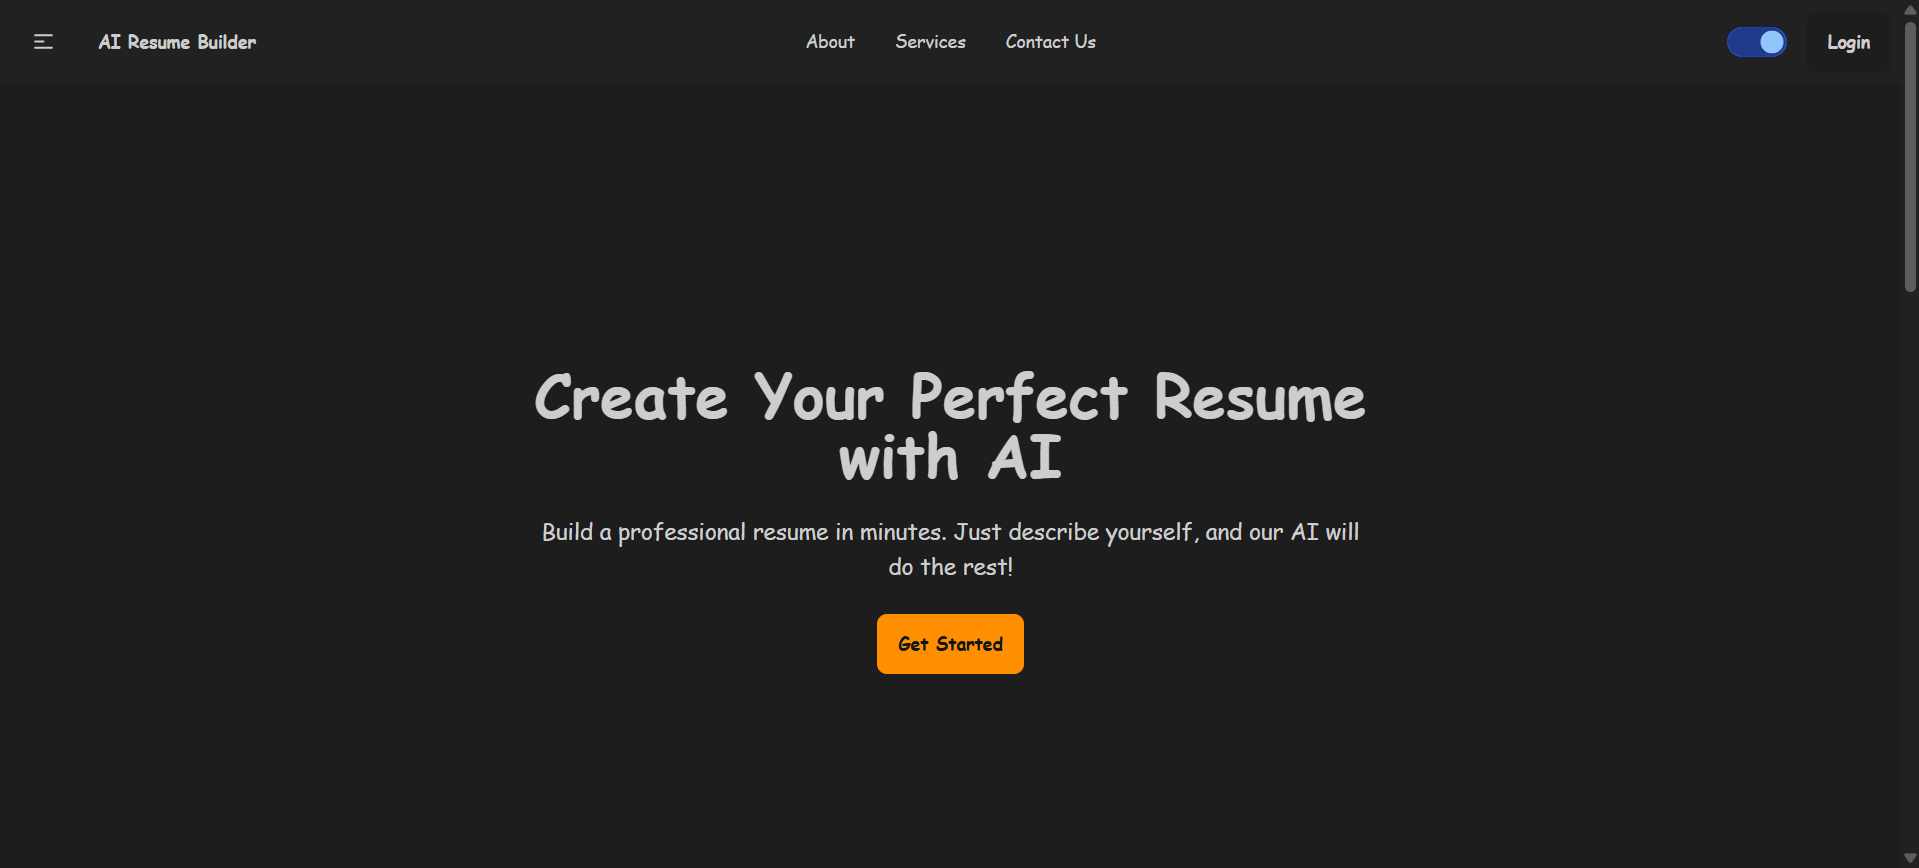 AI Resume Builder
About
Services
Contact Us
Login
Create Your Perfect Resume
with AI
Build a professional resume in minutes. Just describe yourself, and our AI will
do the rest!
Get Started